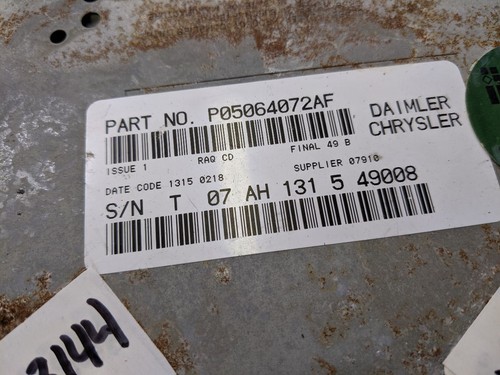 PART NO. P05064072AF
DAIMLER
CHRYSLER
ISSUE 1 RAQ CD FINAL 49 B
DATE CODE 1315 0218 SUPPLIER 07910
S/N T 07 AH 131 5 49008
3144